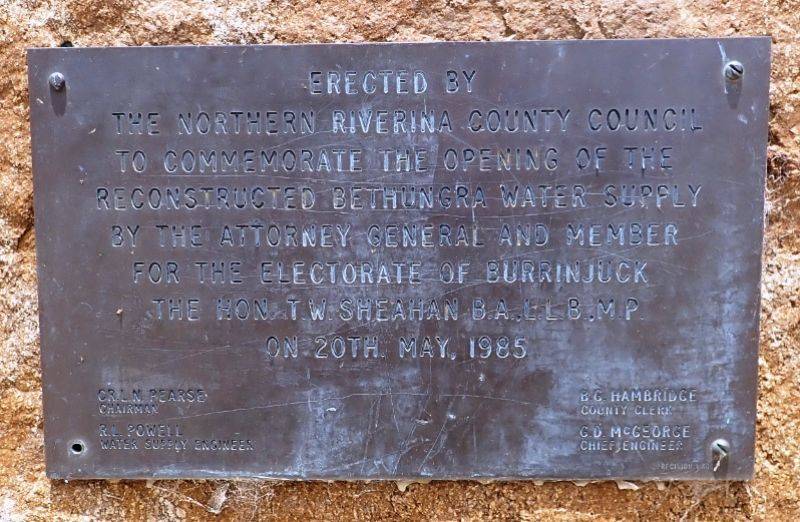 ERECTED BY
THE NORTHERN RIVERINA COUNTY COUNCIL
TO COMMEMORATE THE OPENING OF THE
RECONSTRUCTED BETHUNGRA WATER SUPPLY
BY THE ATTORNEY GENERAL AND MEMBER
FOR THE ELECTORATE OF BURRINJUCK
THE HON. T.W. SHEAHAN B.A., L.L.B., M.P.
ON 20TH. MAY, 1985
CR. L.N. PEARSE
CHAIRMAN
R.L. POWELL
WATER SUPPLY ENGINEER
B.G. HAMBRIDGE
COUNTY CLERK
G.D. McGEORGE
CHIEF ENGINEER
PRECISION